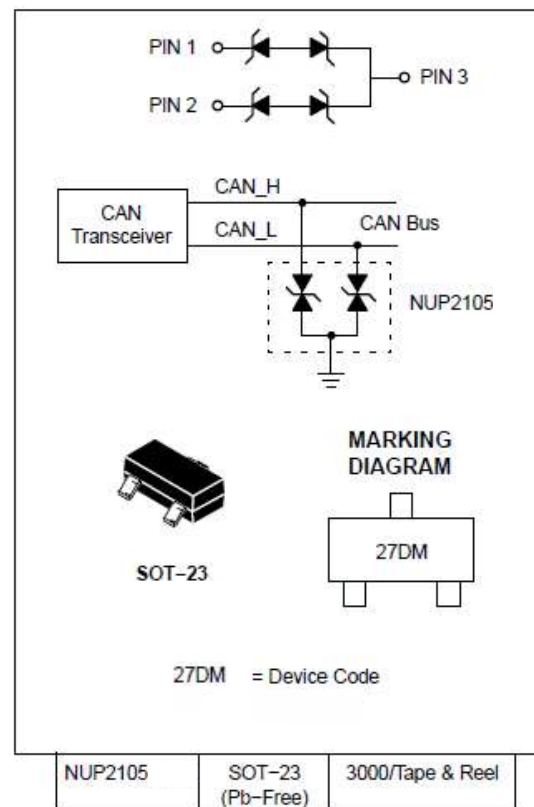 PIN 1
PIN 3
PIN 2
CAN_H
CAN
Transceiver
CAN_L
CAN Bus
NUP2105
MARKING
DIAGRAM
27DM
SOT−23
27DM = Device Code
NUP2105 SOT−23 3000/Tape & Reel
(Pb−Free)